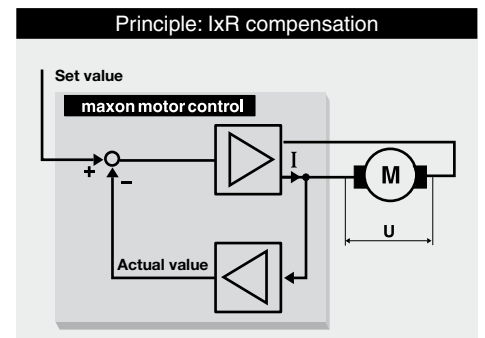 Principle: IxR compensation
Set value
maxon motor control
+
−
I
M
U
Actual value